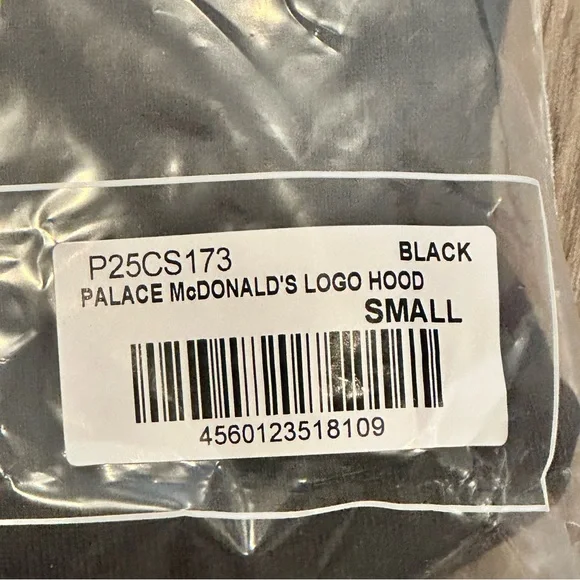 P25CS173 BLACK
PALACE McDONALD'S LOGO HOOD
SMALL
4560123518109